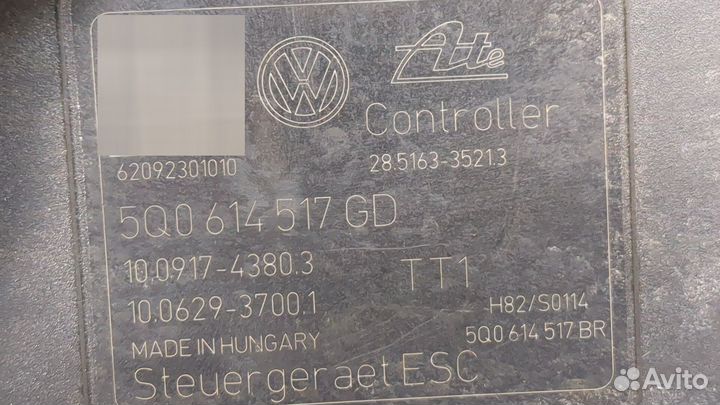 Ate
Controller
62092301010
28.5163-3521.3
5Q0 614 517 GD
10.0917-4380.3
TT1
10.0629-3700.1
H82/S0114
MADE IN HUNGARY
5Q0 614 517 BR
Steuergeraet ESC
Avito